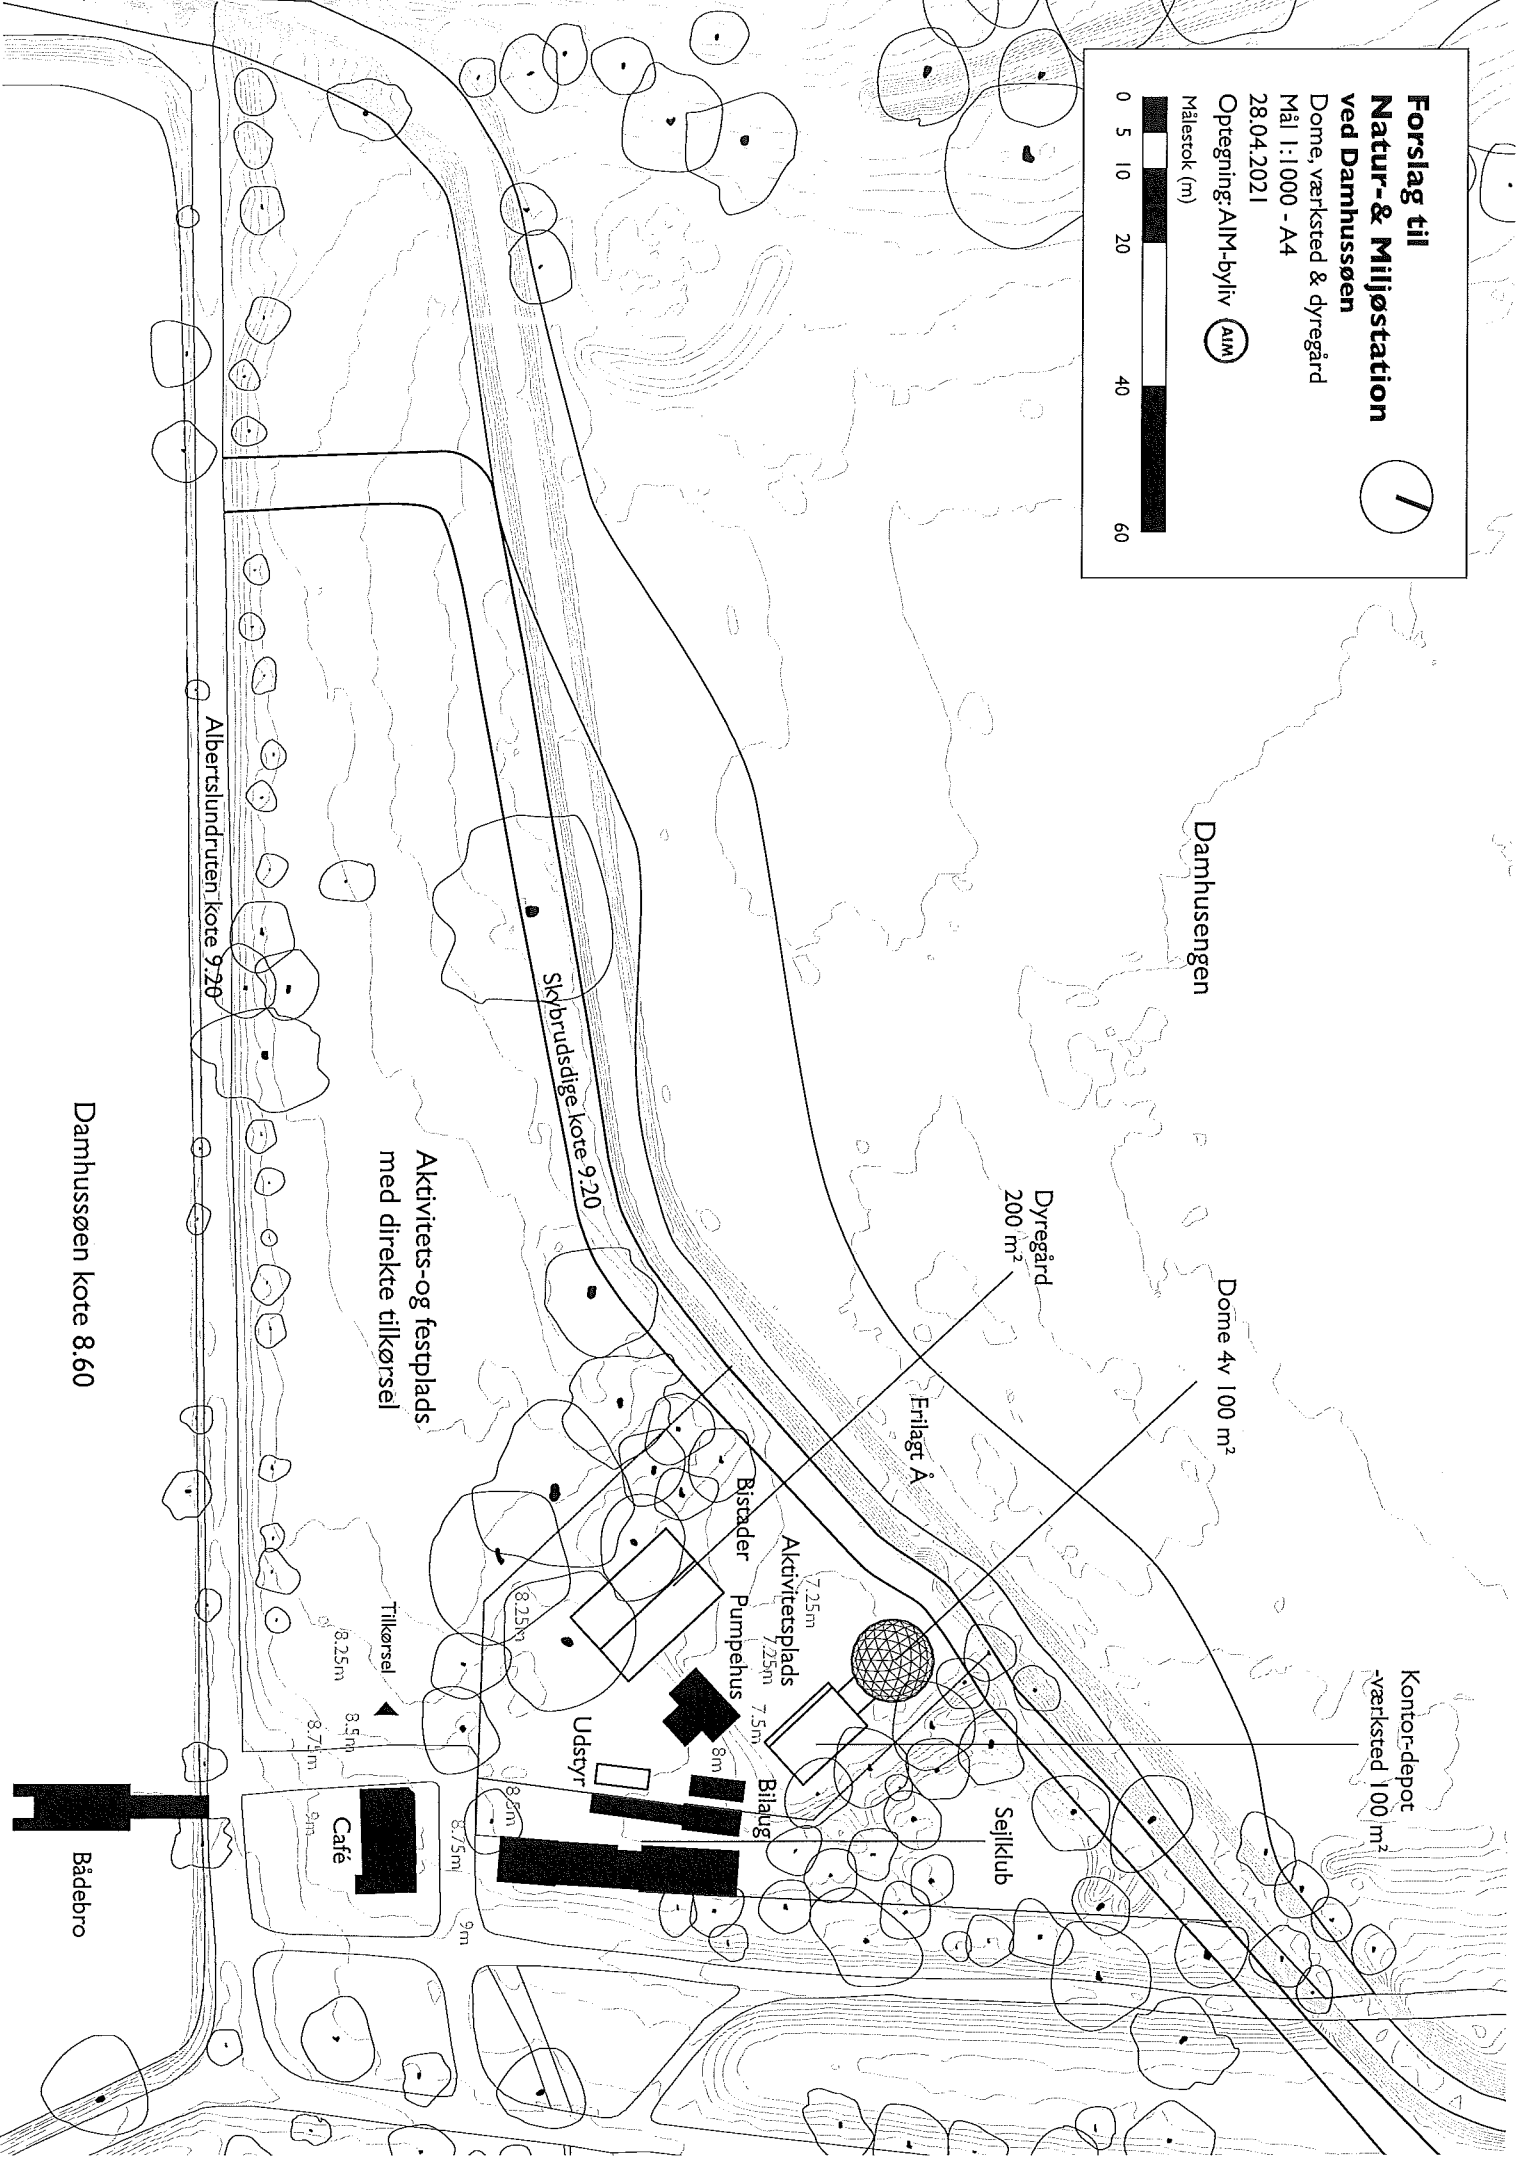 Forslag til
Natur-& Miljøstation
ved Damhussøen
Dome, værksted & dyregård
Mål 1:1000 - A4
28.04.2021
Optegning: AIM-byliv
AIM
Målestok (m)
0 5 10 20 40 60
Damhusengen
Dome 4v 100 m²
Kontor-depot
-værksted 100 m²
Dyregård
200 m²
Frilagt Å
Sejlklub
Skybrudsdige kote 9.20
Bistader
Aktivitetsplads
7.25m
7.25m
Pumpehus
7.5m
8m
Bilaug
Udstyr
8.25m
8.5m
8.75m
9m
Aktivitets-og festplads
med direkte tilkørsel
Tilkørsel
8.25m
8.5m
8.75m
9m
Café
Albertslundruten kote 9.20
Damhussøen kote 8.60
Bådebro